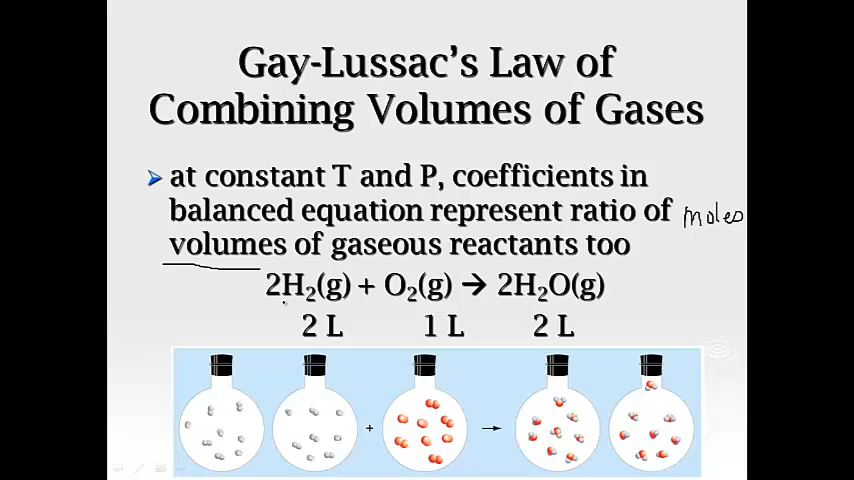 Gay-Lussac's Law of
Combining Volumes of Gases
at constant T and P, coefficients in
balanced equation represent ratio of moles
volumes of gaseous reactants too
2H₂(g) + O₂(g) → 2H₂O(g)
2 L 1 L 2 L
+ →